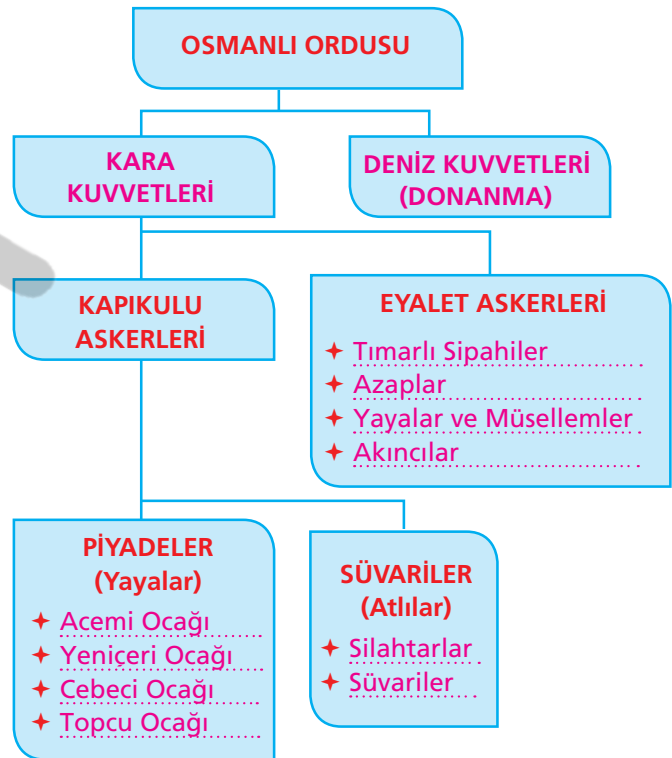 OSMANLI ORDUSU
KARA
KUVVETLERİ
DENİZ KUVVETLERİ
(DONANMA)
KAPIKULU
ASKERLERİ
EYALET ASKERLERİ
Tımarlı Sipahiler
Azaplar
Yayalar ve Müsellemler
Akıncılar
PİYADELER
(Yayalar)
Acemi Ocağı
Yeniçeri Ocağı
Cebeci Ocağı
Topcu Ocağı
SÜVARİLER
(Atlılar)
Silahtarlar
Süvariler